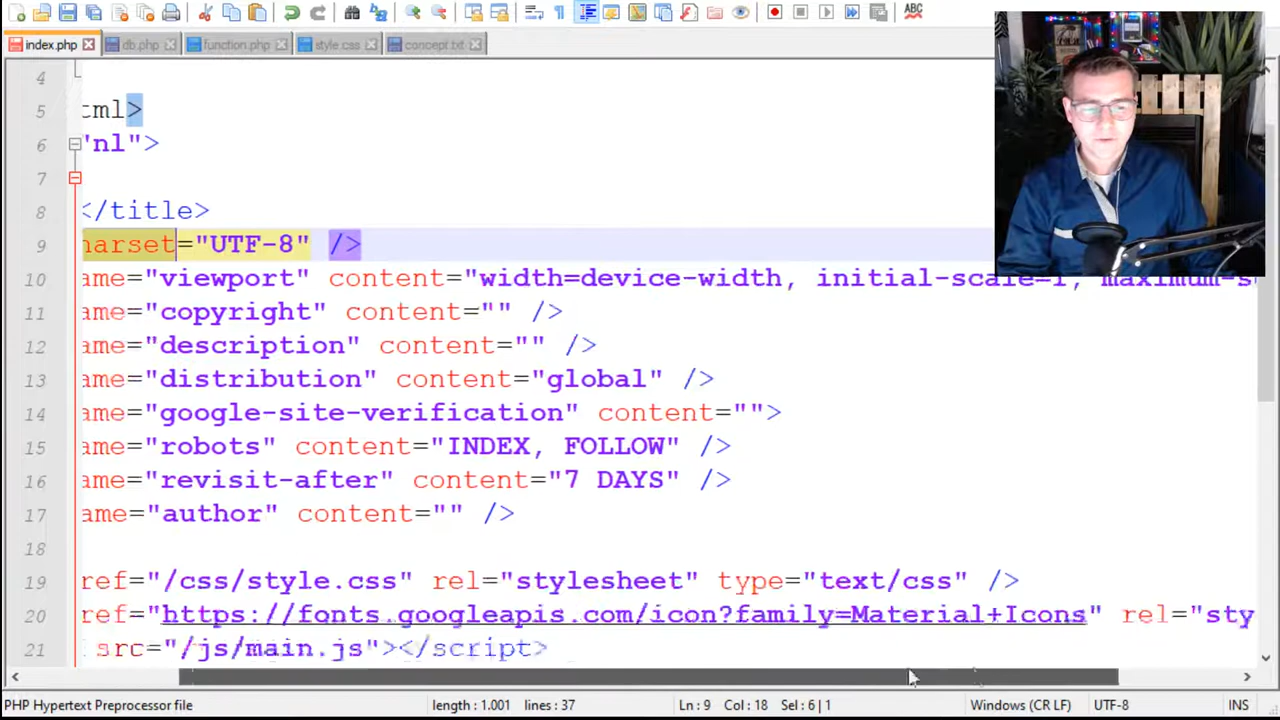 ABC
index.php
db.php
function.php
style.css
concept.txt
4
5 tml>
6 "nl">
7
8 </title>
9 harset="UTF-8" />
10 ame="viewport" content="width=device-width, initial-scale=1, maximum-s
11 ame="copyright" content="" />
12 ame="description" content="" />
13 ame="distribution" content="global" />
14 ame="google-site-verification" content="">
15 ame="robots" content="INDEX, FOLLOW" />
16 ame="revisit-after" content="7 DAYS" />
17 ame="author" content="" />
18
19 ref="/css/style.css" rel="stylesheet" type="text/css" />
20 ref="https://fonts.googleapis.com/icon?family=Material+Icons" rel="sty
21 src="/js/main.js"></script>
PHP Hypertext Preprocessor file length : 1.001 lines : 37 Ln : 9 Col : 18 Sel : 6 | 1 Windows (CR LF) UTF-8 INS